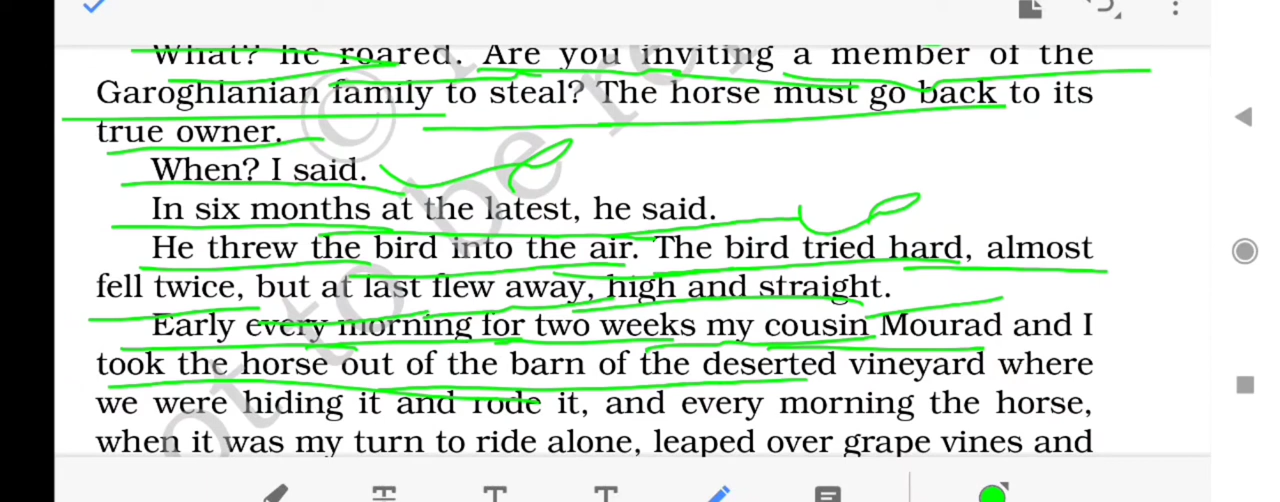 What? he roared. Are you inviting a member of the
Garoghlanian family to steal? The horse must go back to its
true owner.
When? I said.
In six months at the latest, he said.
He threw the bird into the air. The bird tried hard, almost
fell twice, but at last flew away, high and straight.
Early every morning for two weeks my cousin Mourad and I
took the horse out of the barn of the deserted vineyard where
we were hiding it and rode it, and every morning the horse,
when it was my turn to ride alone, leaped over grape vines and